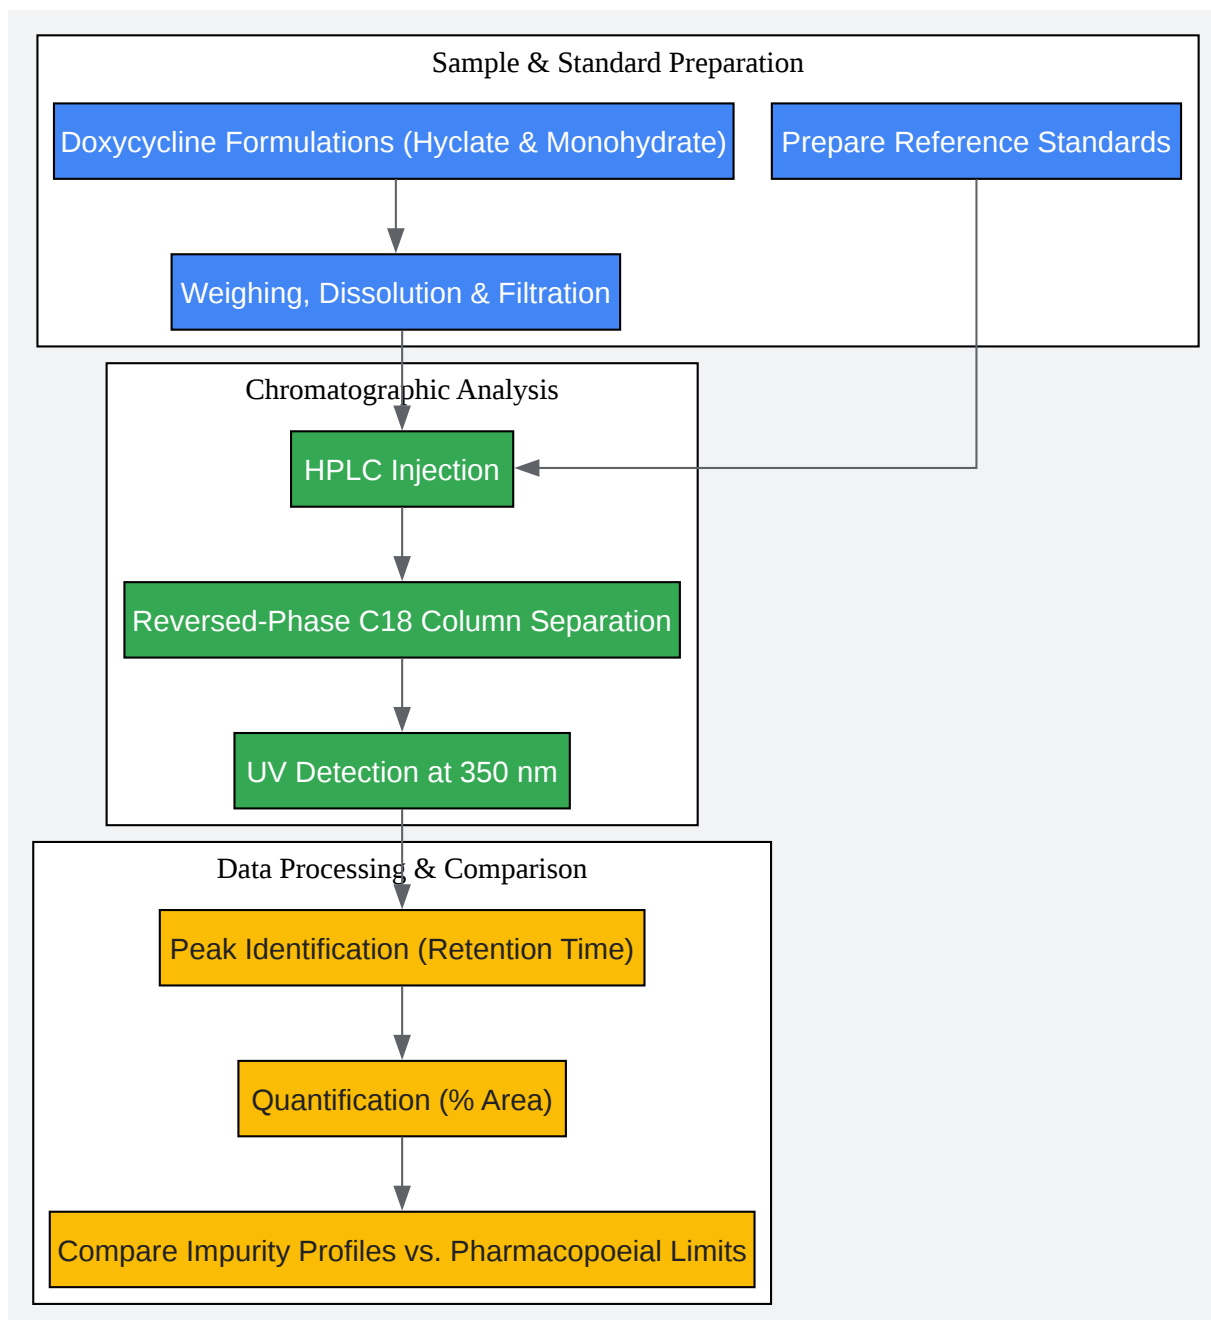 Sample & Standard Preparation
Doxycycline Formulations (Hyclate & Monohydrate)
Prepare Reference Standards
Weighing, Dissolution & Filtration
Chromatographic Analysis
HPLC Injection
Reversed-Phase C18 Column Separation
UV Detection at 350 nm
Data Processing & Comparison
Peak Identification (Retention Time)
Quantification (% Area)
Compare Impurity Profiles vs. Pharmacopoeial Limits